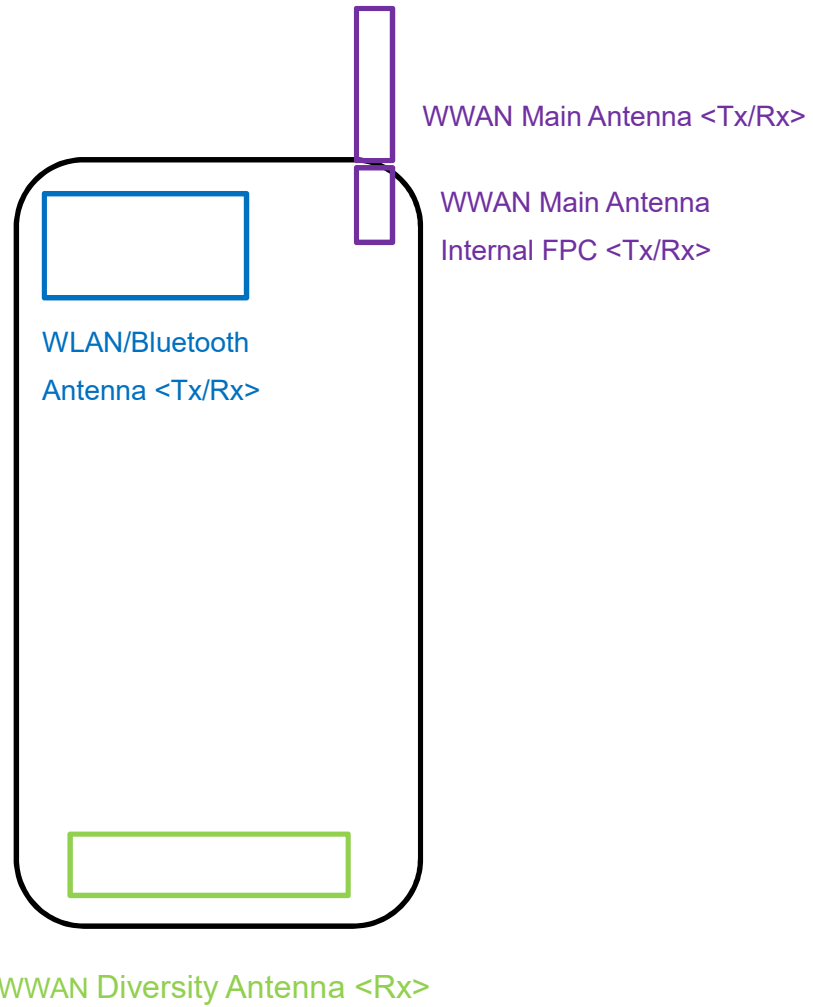 WWAN Main Antenna <Tx/Rx>
WWAN Main Antenna
Internal FPC <Tx/Rx>
WLAN/Bluetooth
Antenna <Tx/Rx>
WWAN Diversity Antenna <Rx>